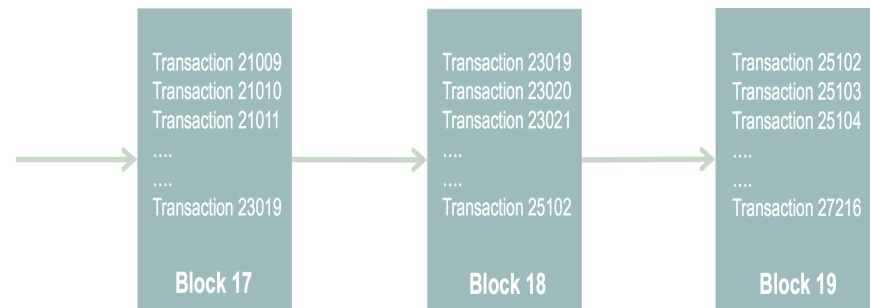 Transaction 21009
Transaction 21010
Transaction 21011
....
....
Transaction 23019
Block 17
Transaction 23019
Transaction 23020
Transaction 23021
....
....
Transaction 25102
Block 18
Transaction 25102
Transaction 25103
Transaction 25104
....
....
Transaction 27216
Block 19